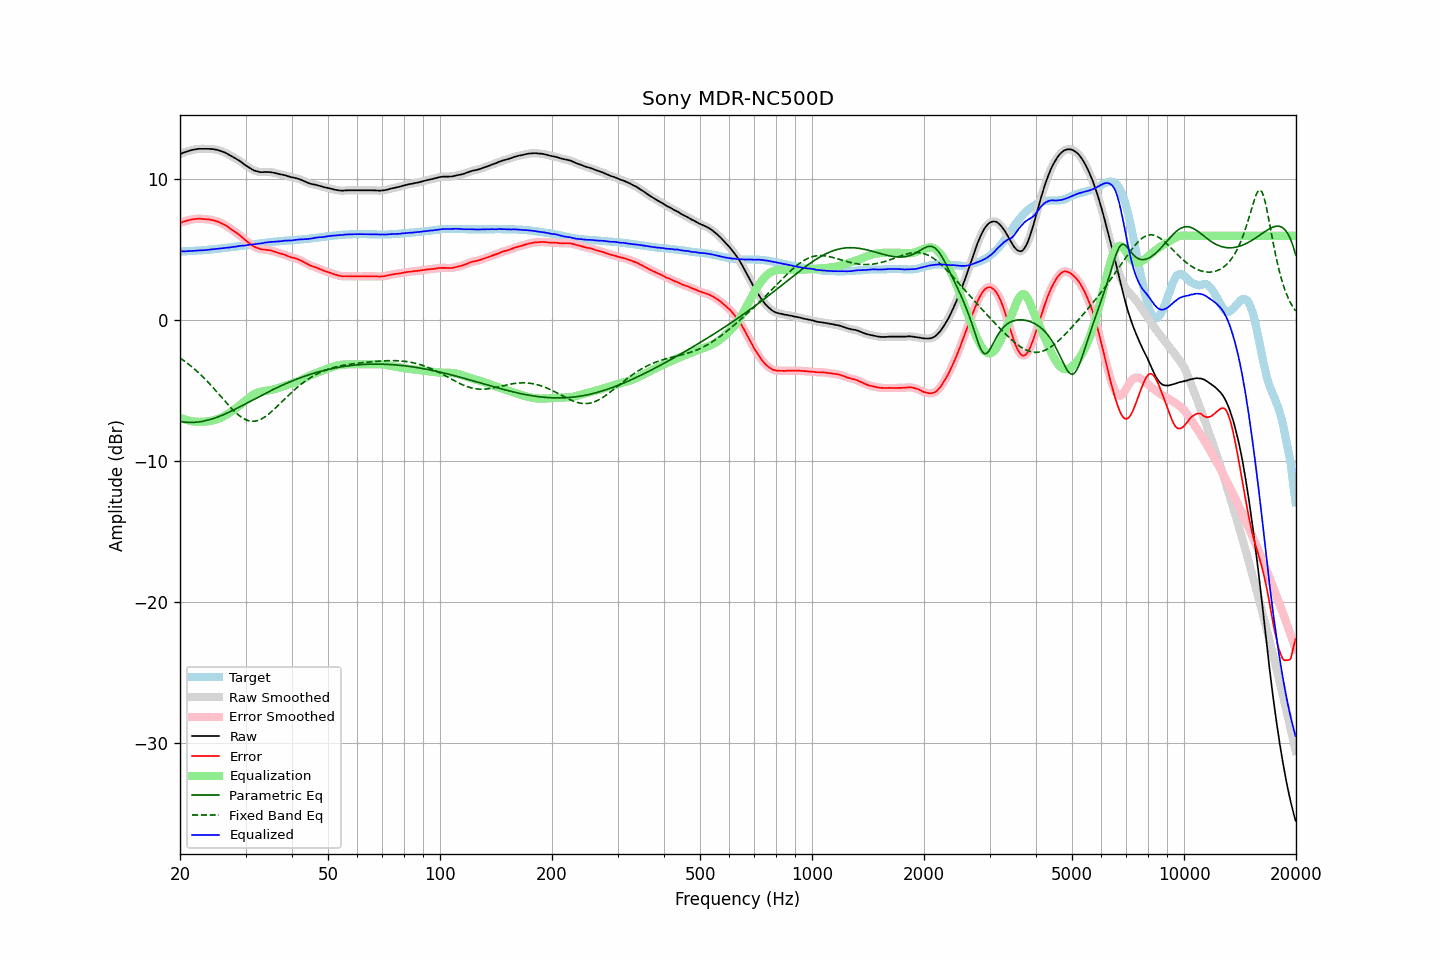 Sony MDR-NC500D
10
0
−10
−20
−30
Amplitude (dBr)
Target
Raw Smoothed
Error Smoothed
Raw
Error
Equalization
Parametric Eq
Fixed Band Eq
Equalized
20 50 100 200 500 1000 2000 5000 10000 20000
Frequency (Hz)